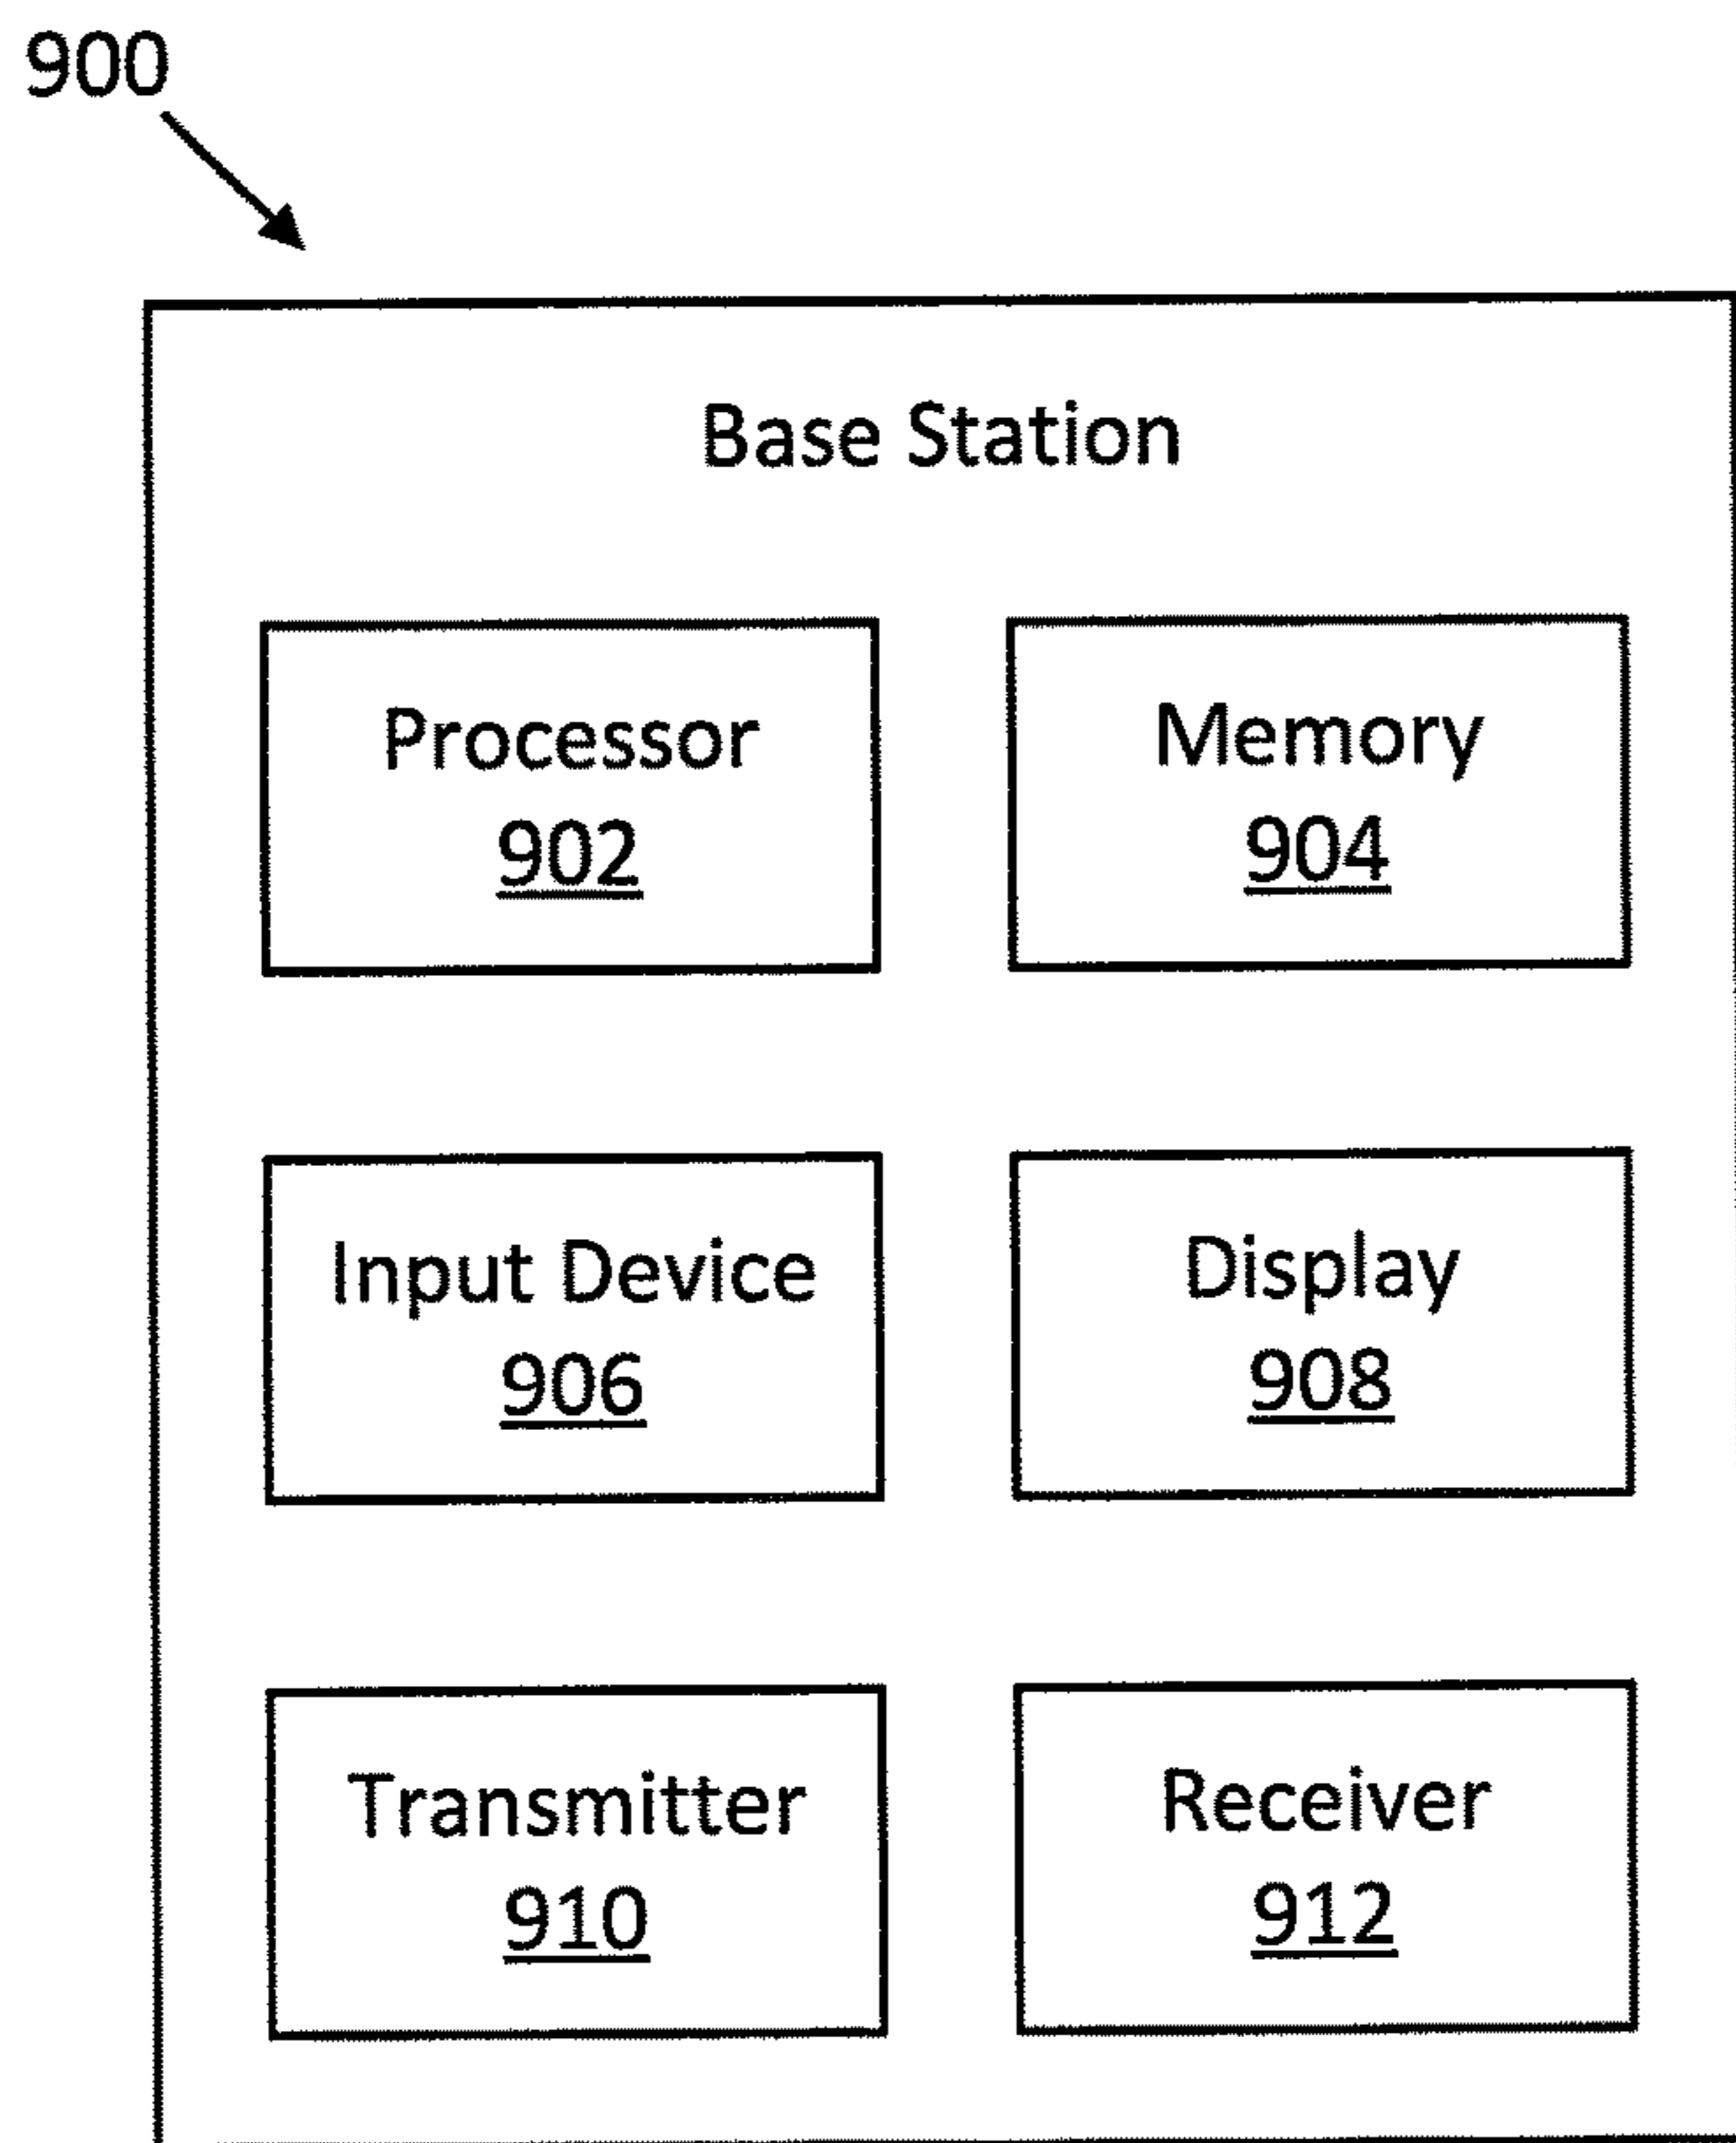 900
Base Station
Processor
902
Memory
904
Input Device
906
Display
908
Transmitter
910
Receiver
912